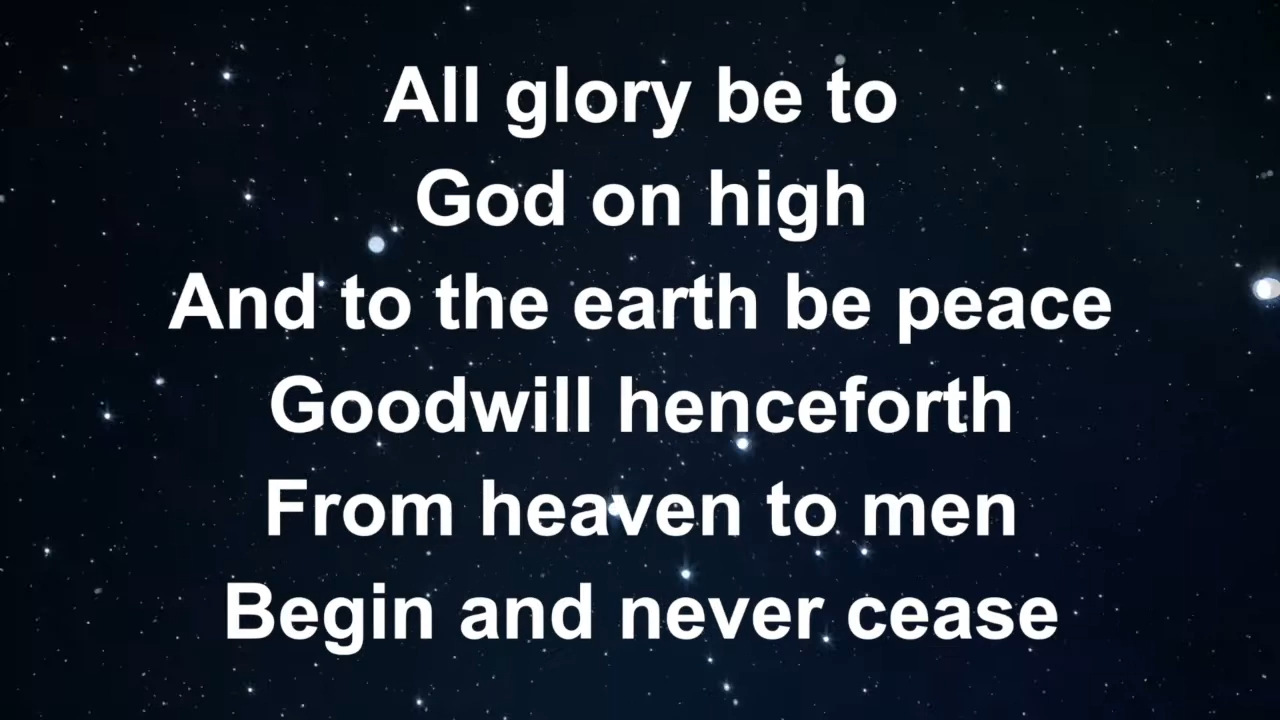 All glory be to
God on high
And to the earth be peace
Goodwill henceforth
From heaven to men
Begin and never cease